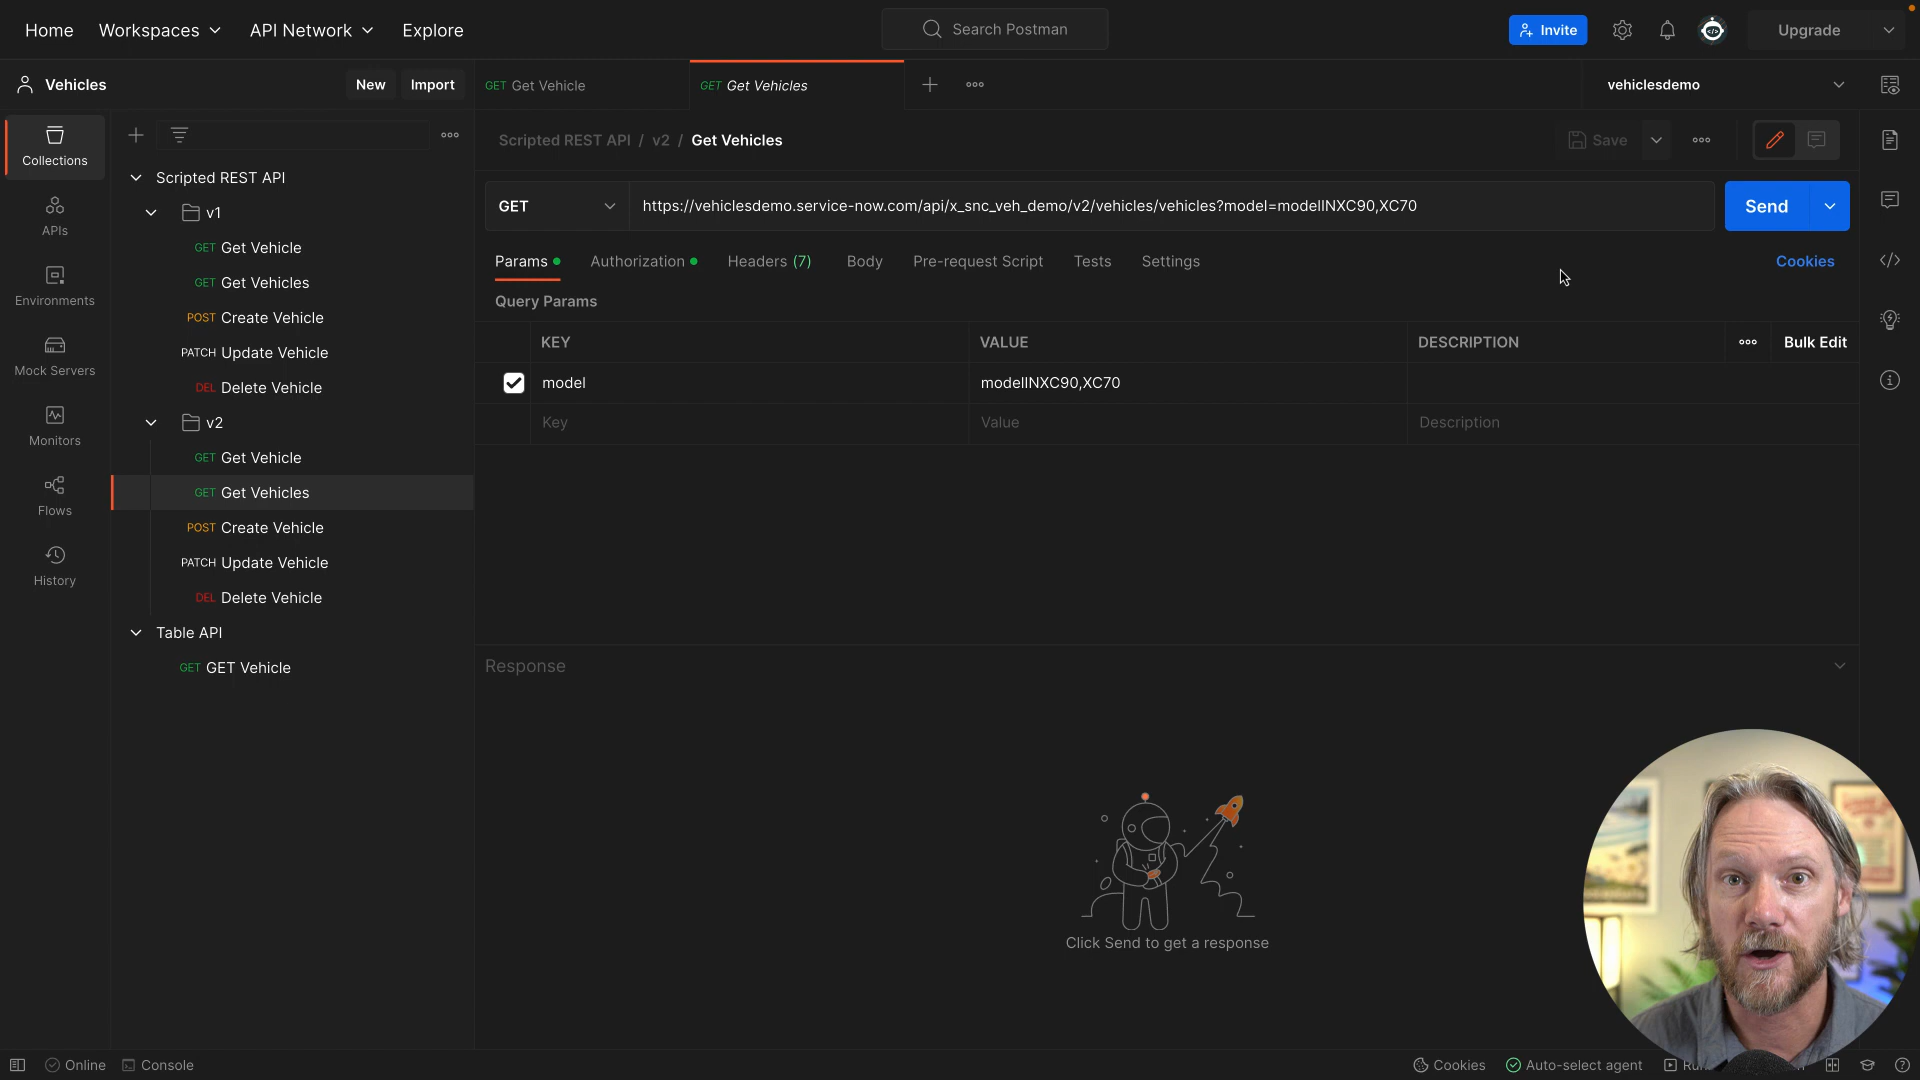 Home Workspaces API Network Explore Search Postman Invite Upgrade
Vehicles New Import GET Get Vehicle GET Get Vehicles vehiclesdemo
Scripted REST API / v2 / Get Vehicles Save
Collections
APIs
Environments
Mock Servers
Monitors
Flows
History
Scripted REST API
v1
GET Get Vehicle
GET Get Vehicles
POST Create Vehicle
PATCH Update Vehicle
DEL Delete Vehicle
v2
GET Get Vehicle
GET Get Vehicles
POST Create Vehicle
PATCH Update Vehicle
DEL Delete Vehicle
Table API
GET GET Vehicle
GET https://vehiclesdemo.service-now.com/api/x_snc_veh_demo/v2/vehicles/vehicles?model=modelINXC90,XC70 Send
Params Authorization Headers (7) Body Pre-request Script Tests Settings Cookies
Query Params
KEY VALUE DESCRIPTION Bulk Edit
model modelINXC90,XC70
Key Value Description
Response
Click Send to get a response
Online Console Cookies Auto-select agent